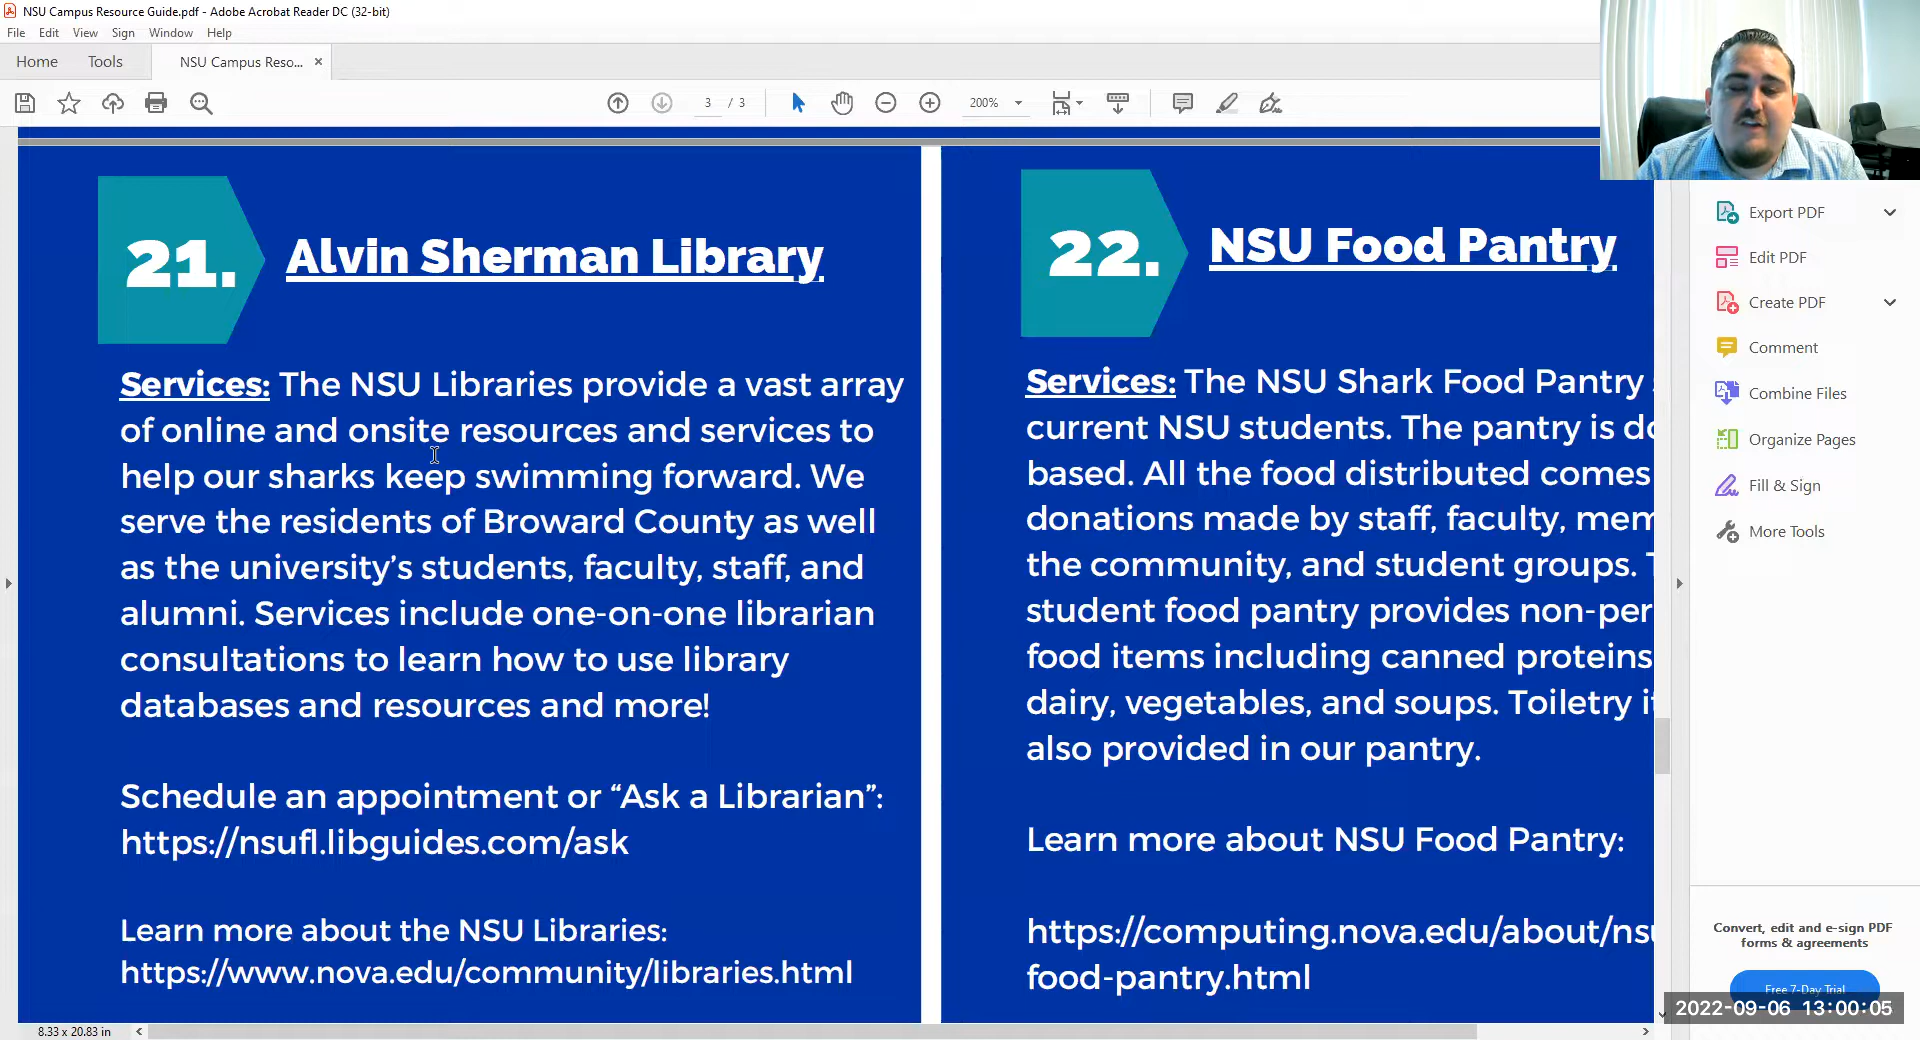 NSU Campus Resource Guide.pdf - Adobe Acrobat Reader DC (32-bit)
File Edit View Sign Window Help
Home Tools NSU Campus Reso... ×
3 / 3 200%
21. Alvin Sherman Library
Services: The NSU Libraries provide a vast array
of online and onsite resources and services to
help our sharks keep swimming forward. We
serve the residents of Broward County as well
as the university's students, faculty, staff, and
alumni. Services include one-on-one librarian
consultations to learn how to use library
databases and resources and more!
Schedule an appointment or “Ask a Librarian”:
https://nsufl.libguides.com/ask
Learn more about the NSU Libraries:
https://www.nova.edu/community/libraries.html
22. NSU Food Pantry
Services: The NSU Shark Food Pantry
current NSU students. The pantry is
based. All the food distributed comes
donations made by staff, faculty,
the community, and student groups.
student food pantry provides
food items including canned proteins
dairy, vegetables, and soups. Toiletry
also provided in our pantry.
Learn more about NSU Food Pantry:
https://computing.nova.edu/about/nsu
food-pantry.html
Export PDF
Edit PDF
Create PDF
Comment
Combine Files
Organize Pages
Fill & Sign
More Tools
Convert, edit and e-sign PDF
forms & agreements
Free 7-Day Trial
8.33 x 20.83 in
2022-09-06 13:00:05